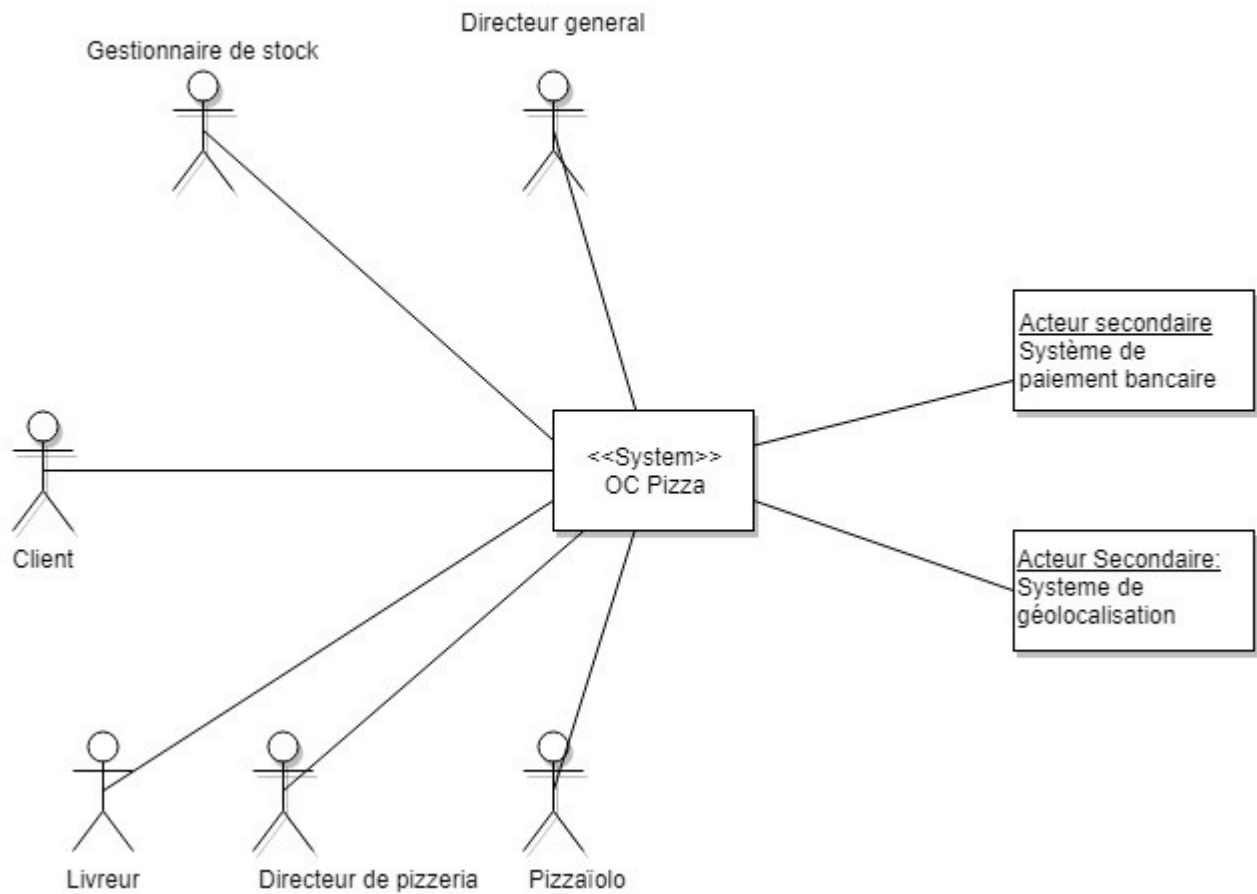 Directeur general
Gestionnaire de stock
Acteur secondaire
Système de
paiement bancaire
<<System>>
OC Pizza
Client
Acteur Secondaire:
Systeme de
géolocalisation
Livreur
Directeur de pizzeria
Pizzaïolo